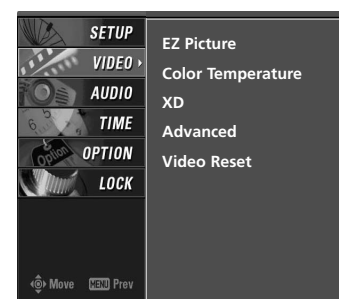 SETUP
VIDEO
AUDIO
TIME
OPTION
LOCK
Move MENU Prev
EZ Picture
Color Temperature
XD
Advanced
Video Reset